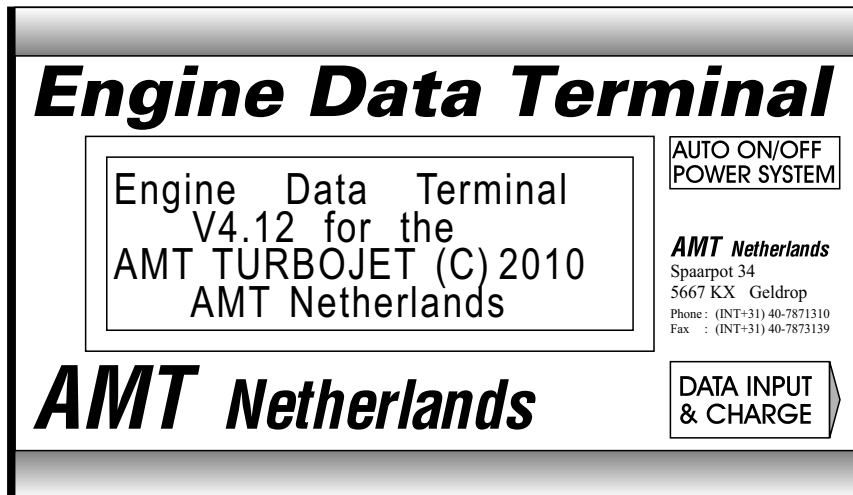 Engine Data Terminal
Engine Data Terminal
V4.12 for the
AMT TURBOJET (C) 2010
AMT Netherlands
AUTO ON/OFF
POWER SYSTEM
AMT Netherlands
Spaarpot 34
5667 KX Geldrop
Phone : (INT+31) 40-7871310
Fax : (INT+31) 40-7873139
AMT Netherlands
DATA INPUT
& CHARGE